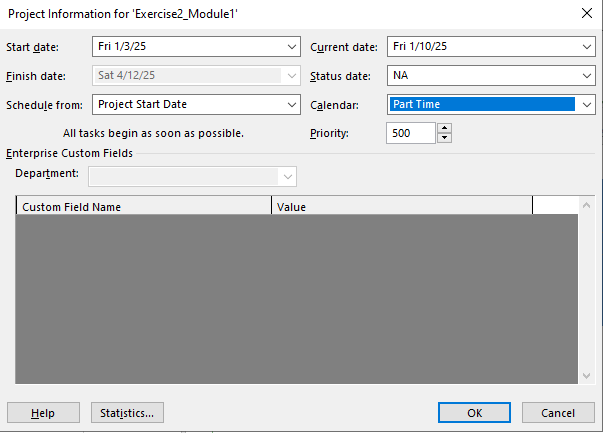 Project Information for 'Exercise2_Module1'
Start date: Fri 1/3/25 Current date: Fri 1/10/25
Finish date: Sat 4/12/25 Status date: NA
Schedule from: Project Start Date Calendar: Part Time
All tasks begin as soon as possible. Priority: 500
Enterprise Custom Fields
Department:
Custom Field Name Value
Help Statistics... OK Cancel